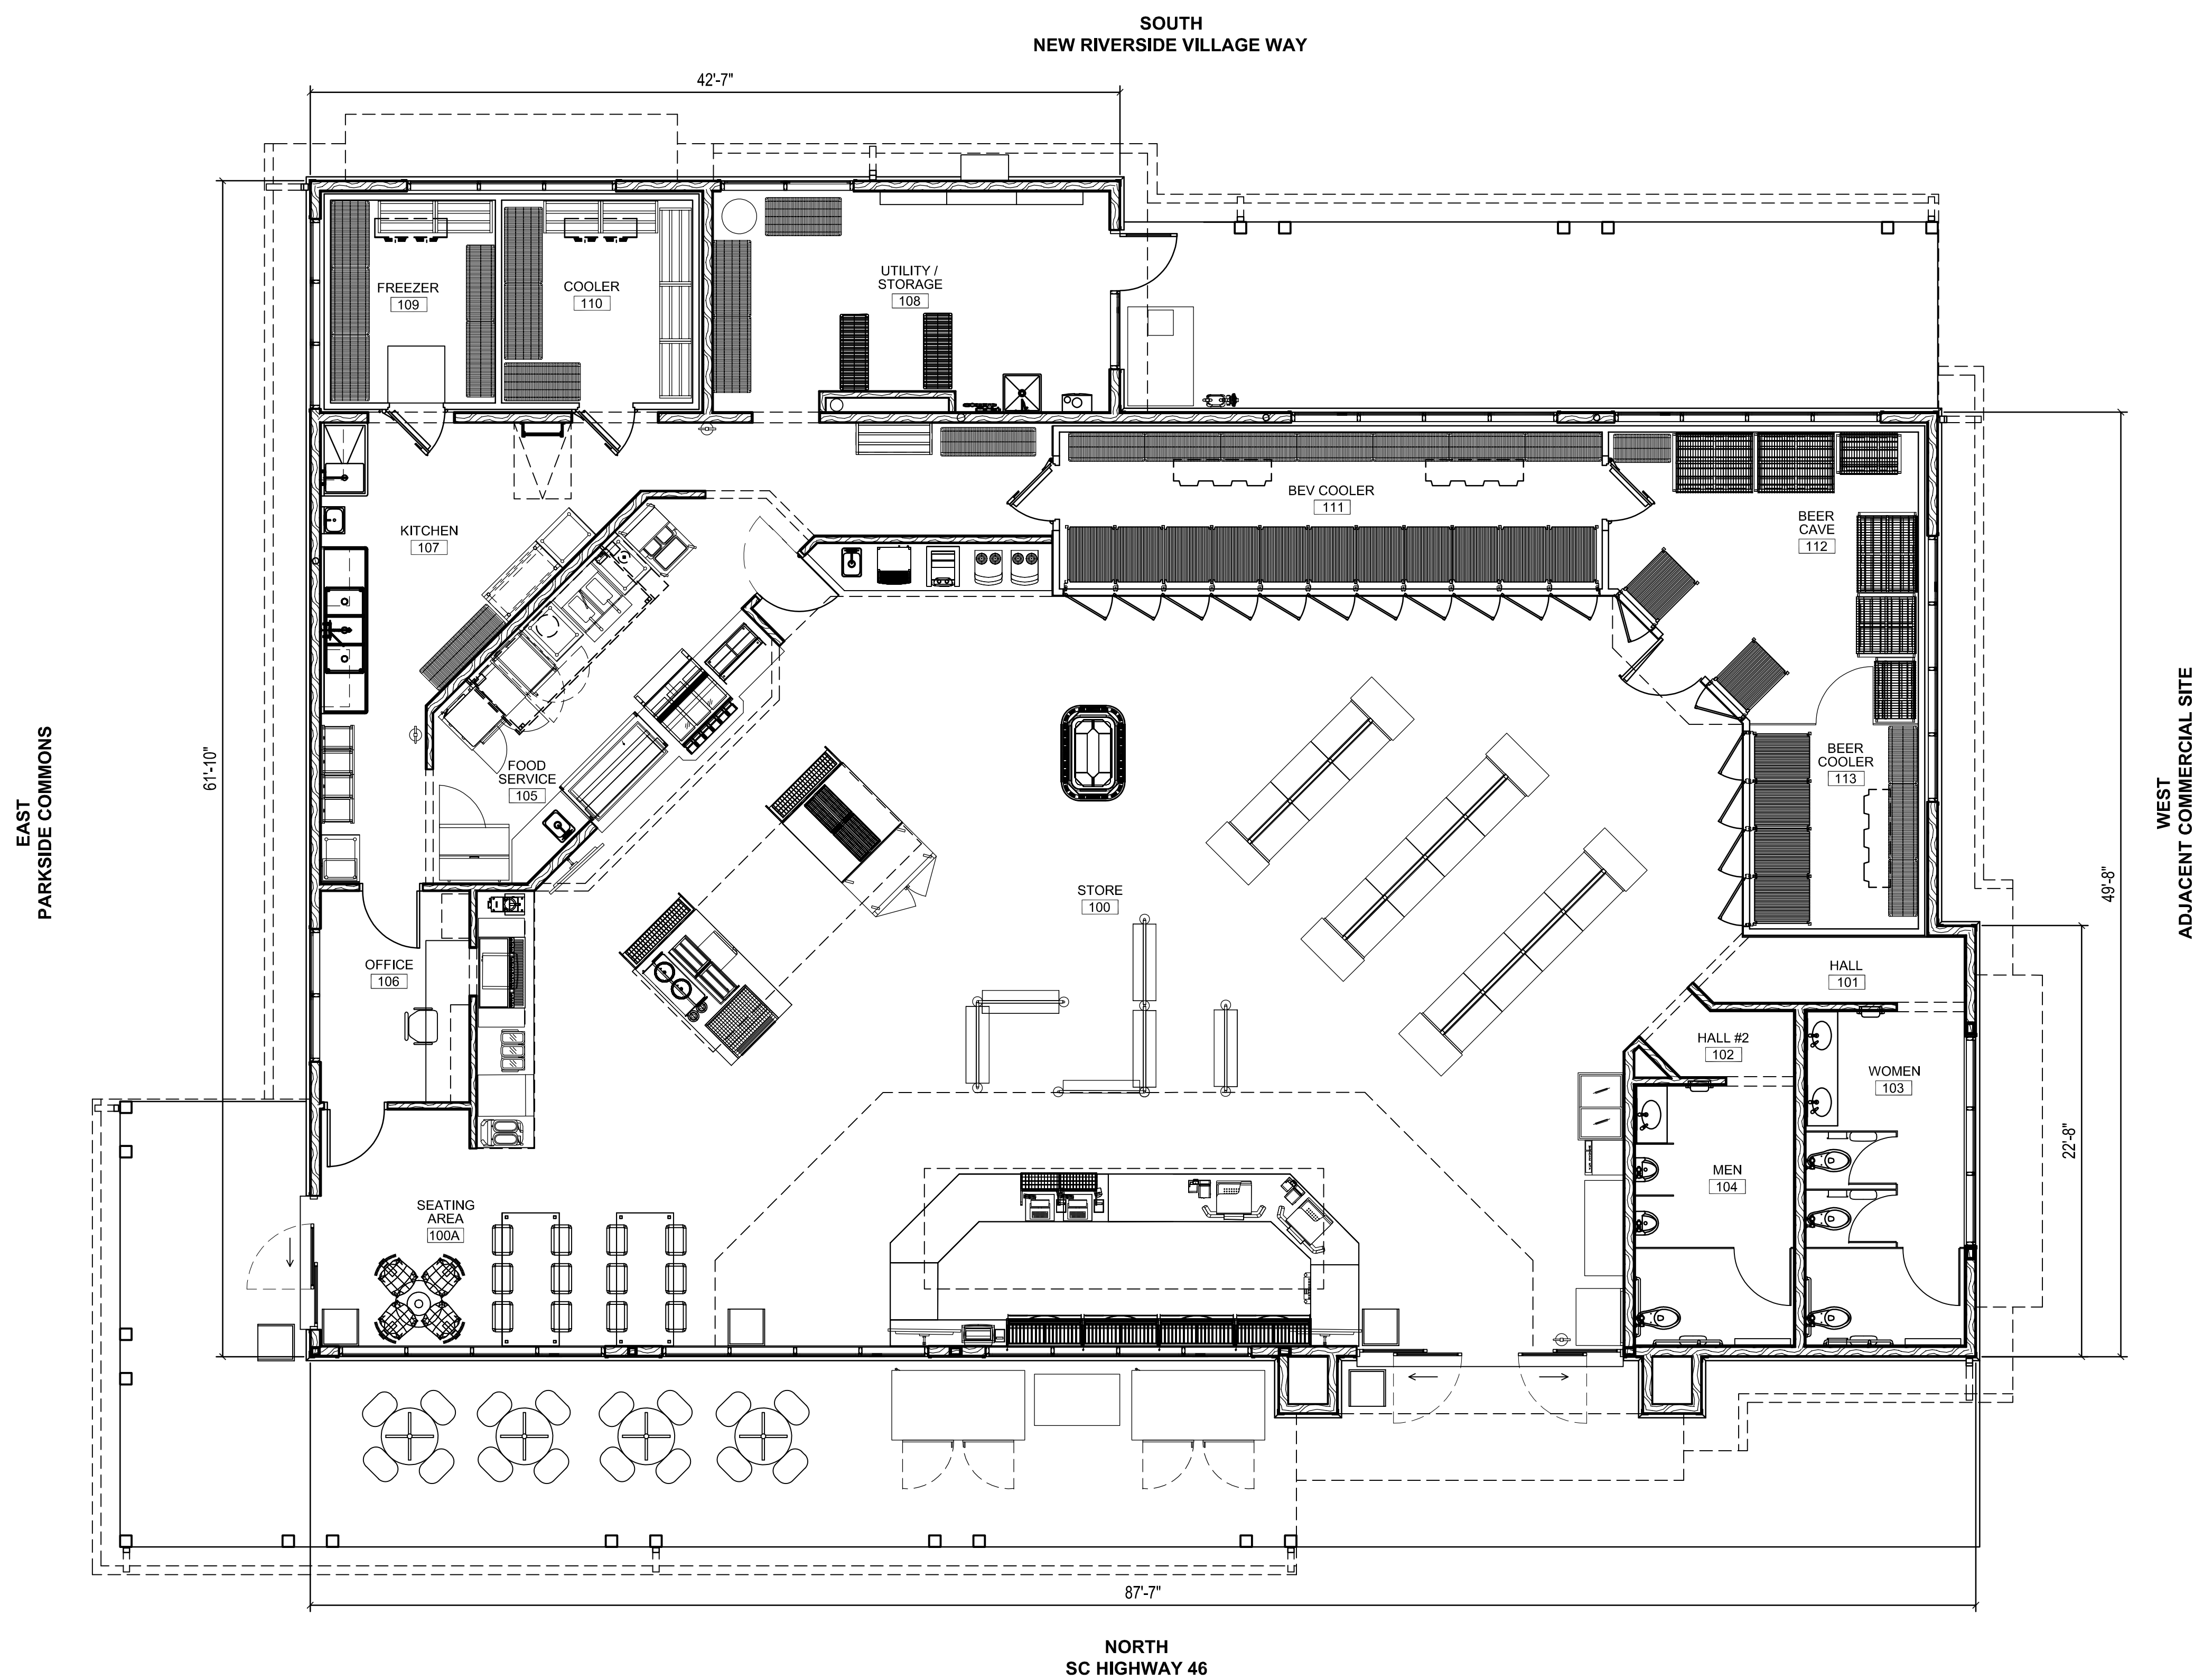 SOUTH
NEW RIVERSIDE VILLAGE WAY
42'-7"
FREEZER
109
COOLER
110
UTILITY /
STORAGE
108
KITCHEN
107
BEV COOLER
111
BEER
CAVE
112
EAST
PARKSIDE COMMONS
61'-10"
FOOD
SERVICE
105
BEER
COOLER
113
WEST
ADJACENT COMMERCIAL SITE
49'-8"
STORE
100
OFFICE
106
HALL
101
HALL #2
102
WOMEN
103
22'-8"
MEN
104
SEATING
AREA
100A
87'-7"
NORTH
SC HIGHWAY 46